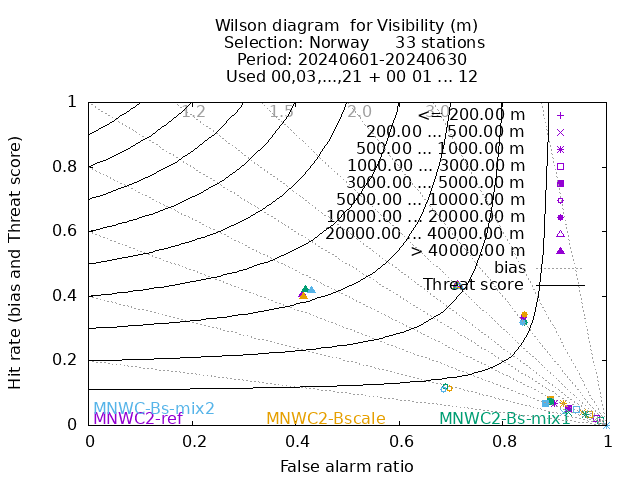 Wilson diagram  for Visibility (m)
Selection: Norway     33 stations
Period: 20240601-20240630
Used 00,03,...,21 + 00 01 ... 12
Hit rate (bias and Threat score)
1
0.8
0.6
0.4
0.2
0
1.2
1.5
2.0
3.0
<= 200.00 m
200.00 ... 500.00 m
500.00 ... 1000.00 m
1000.00 ... 3000.00 m
3000.00 ... 5000.00 m
5000.00 ... 10000.00 m
10000.00 ... 20000.00 m
20000.00 ... 40000.00 m
> 40000.00 m
bias
Threat score
MNWC-Bs-mix2
MNWC2-ref
MNWC2-Bscale
MNWC2-Bs-mix1
0
0.2
0.4
0.6
0.8
1
False alarm ratio